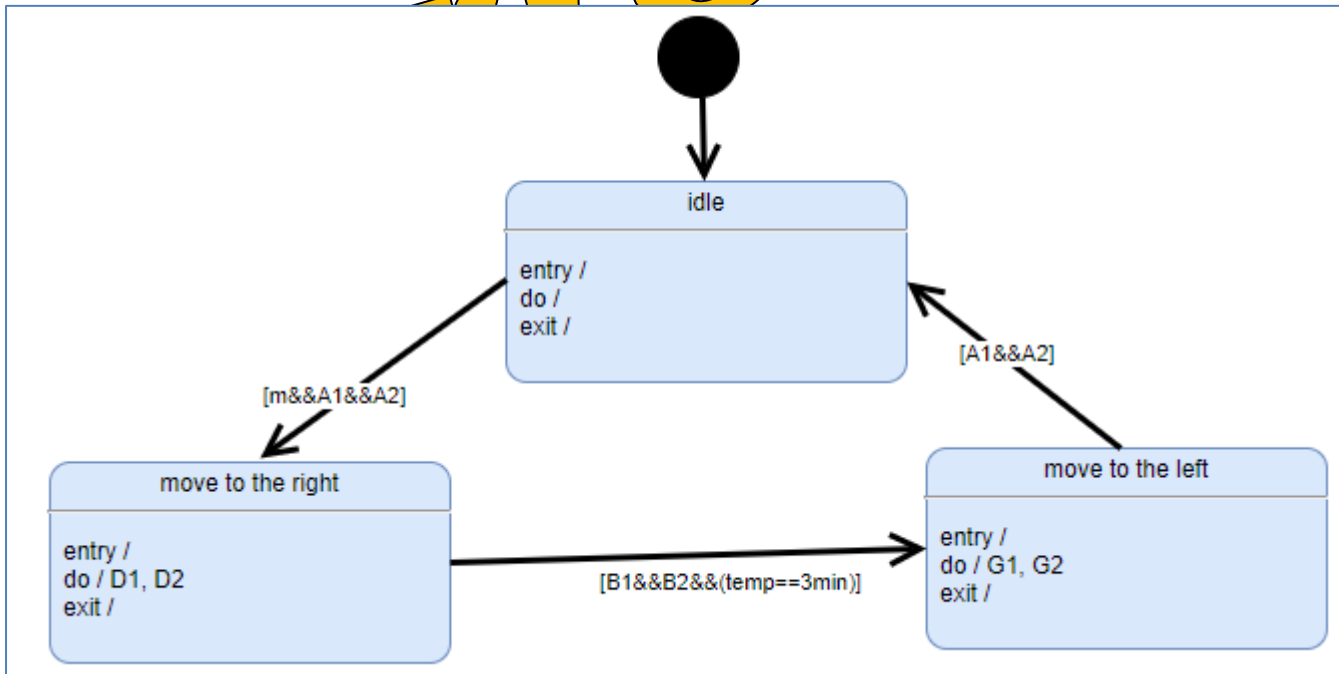 idle
entry /
do /
exit /
[m&&A1&&A2]
[A1&&A2]
move to the right
entry /
do / D1, D2
exit /
[B1&&B2&&(temp==3min)]
move to the left
entry /
do / G1, G2
exit /